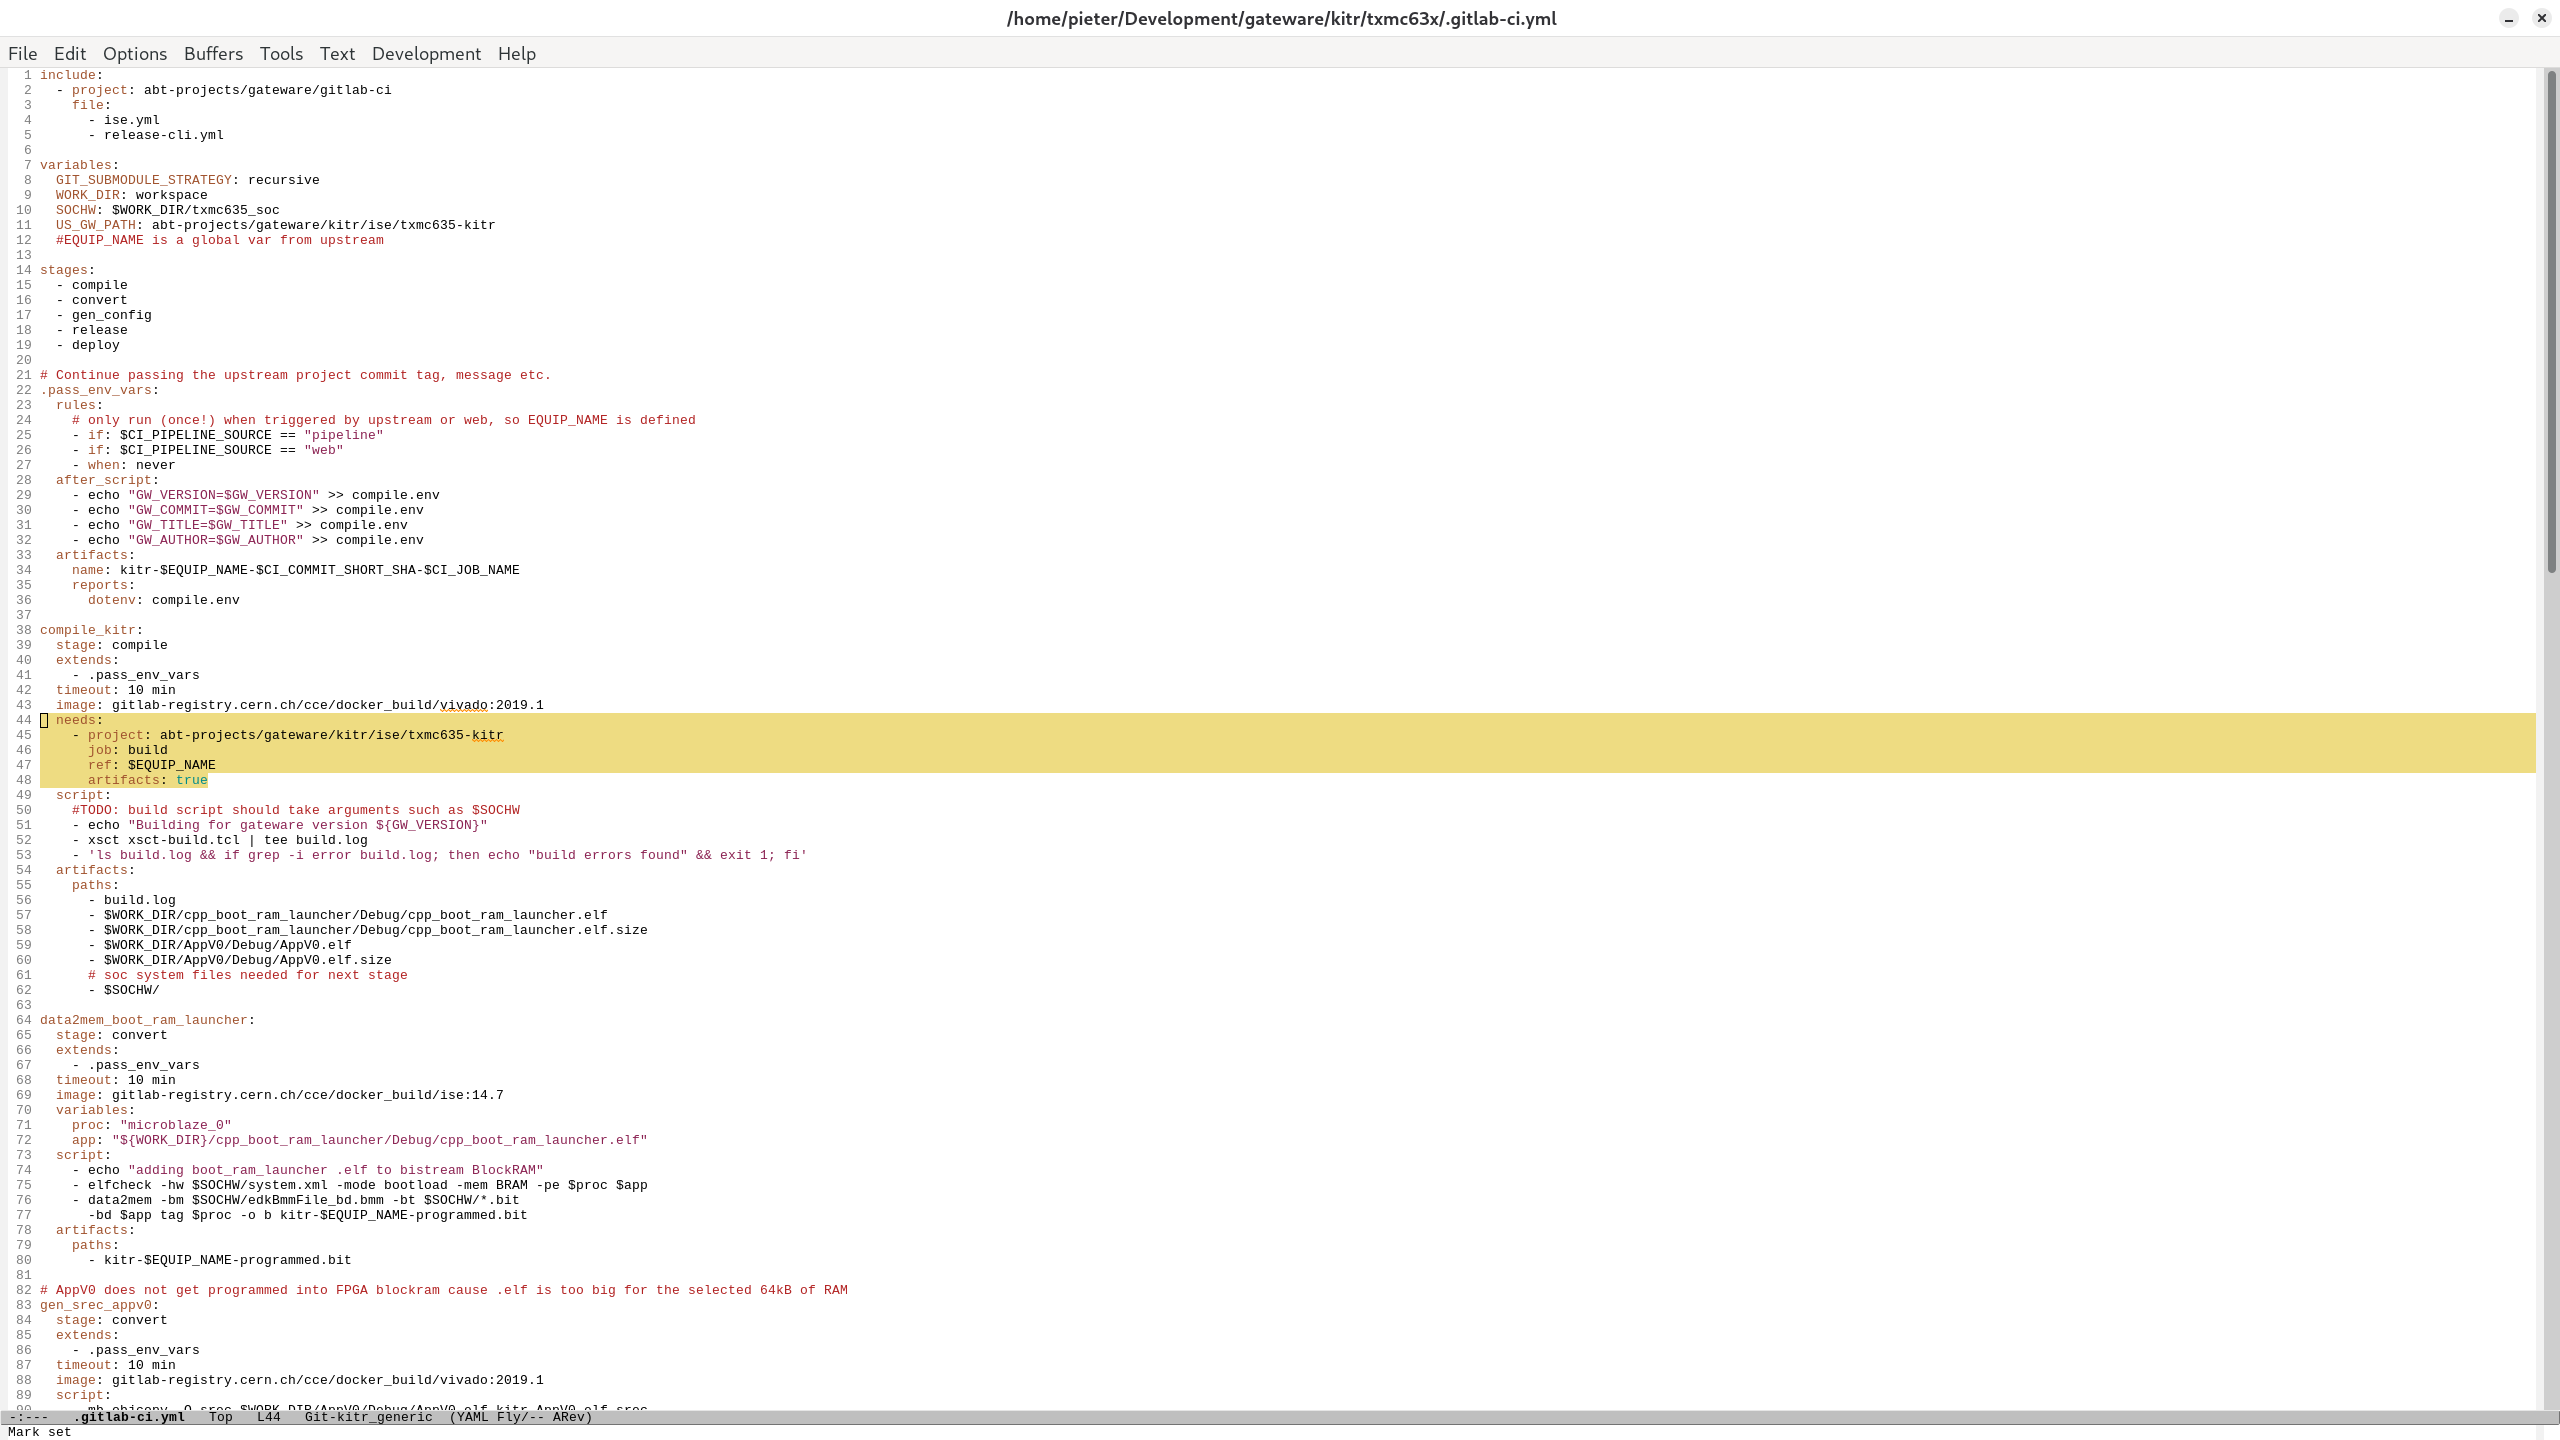 /home/pieter/Development/gateware/kitr/txmc63x/.gitlab-ci.yml
File Edit Options Buffers Tools Text Development Help
1 include:
2   - project: abt-projects/gateware/gitlab-ci
3     file:
4       - ise.yml
5       - release-cli.yml
6
7 variables:
8   GIT_SUBMODULE_STRATEGY: recursive
9   WORK_DIR: workspace
10   SOCHW: $WORK_DIR/txmc635_soc
11   US_GW_PATH: abt-projects/gateware/kitr/ise/txmc635-kitr
12   #EQUIP_NAME is a global var from upstream
13
14 stages:
15   - compile
16   - convert
17   - gen_config
18   - release
19   - deploy
20
21 # Continue passing the upstream project commit tag, message etc.
22 .pass_env_vars:
23   rules:
24     # only run (once!) when triggered by upstream or web, so EQUIP_NAME is defined
25     - if: $CI_PIPELINE_SOURCE == "pipeline"
26     - if: $CI_PIPELINE_SOURCE == "web"
27     - when: never
28   after_script:
29     - echo "GW_VERSION=$GW_VERSION" >> compile.env
30     - echo "GW_COMMIT=$GW_COMMIT" >> compile.env
31     - echo "GW_TITLE=$GW_TITLE" >> compile.env
32     - echo "GW_AUTHOR=$GW_AUTHOR" >> compile.env
33   artifacts:
34     name: kitr-$EQUIP_NAME-$CI_COMMIT_SHORT_SHA-$CI_JOB_NAME
35     reports:
36       dotenv: compile.env
37
38 compile_kitr:
39   stage: compile
40   extends:
41     - .pass_env_vars
42   timeout: 10 min
43   image: gitlab-registry.cern.ch/cce/docker_build/vivado:2019.1
44   needs:
45     - project: abt-projects/gateware/kitr/ise/txmc635-kitr
46       job: build
47       ref: $EQUIP_NAME
48       artifacts: true
49   script:
50     #TODO: build script should take arguments such as $SOCHW
51     - echo "Building for gateware version ${GW_VERSION}"
52     - xsct xsct-build.tcl | tee build.log
53     - 'ls build.log && if grep -i error build.log; then echo "build errors found" && exit 1; fi'
54   artifacts:
55     paths:
56       - build.log
57       - $WORK_DIR/cpp_boot_ram_launcher/Debug/cpp_boot_ram_launcher.elf
58       - $WORK_DIR/cpp_boot_ram_launcher/Debug/cpp_boot_ram_launcher.elf.size
59       - $WORK_DIR/AppV0/Debug/AppV0.elf
60       - $WORK_DIR/AppV0/Debug/AppV0.elf.size
61       # soc system files needed for next stage
62       - $SOCHW/
63
64 data2mem_boot_ram_launcher:
65   stage: convert
66   extends:
67     - .pass_env_vars
68   timeout: 10 min
69   image: gitlab-registry.cern.ch/cce/docker_build/ise:14.7
70   variables:
71     proc: "microblaze_0"
72     app: "${WORK_DIR}/cpp_boot_ram_launcher/Debug/cpp_boot_ram_launcher.elf"
73   script:
74     - echo "adding boot_ram_launcher .elf to bistream BlockRAM"
75     - elfcheck -hw $SOCHW/system.xml -mode bootload -mem BRAM -pe $proc $app
76     - data2mem -bm $SOCHW/edkBmmFile_bd.bmm -bt $SOCHW/*.bit
77       -bd $app tag $proc -o b kitr-$EQUIP_NAME-programmed.bit
78   artifacts:
79     paths:
80       - kitr-$EQUIP_NAME-programmed.bit
81
82 # AppV0 does not get programmed into FPGA blockram cause .elf is too big for the selected 64kB of RAM
83 gen_srec_appv0:
84   stage: convert
85   extends:
86     - .pass_env_vars
87   timeout: 10 min
88   image: gitlab-registry.cern.ch/cce/docker_build/vivado:2019.1
89   script:
90     - mb-objcopy -O srec $WORK_DIR/AppV0/Debug/AppV0.elf kitr-AppV0.elf.srec
-:---   .gitlab-ci.yml   Top   L44   Git-kitr_generic  (YAML Fly/-- ARev)
Mark set